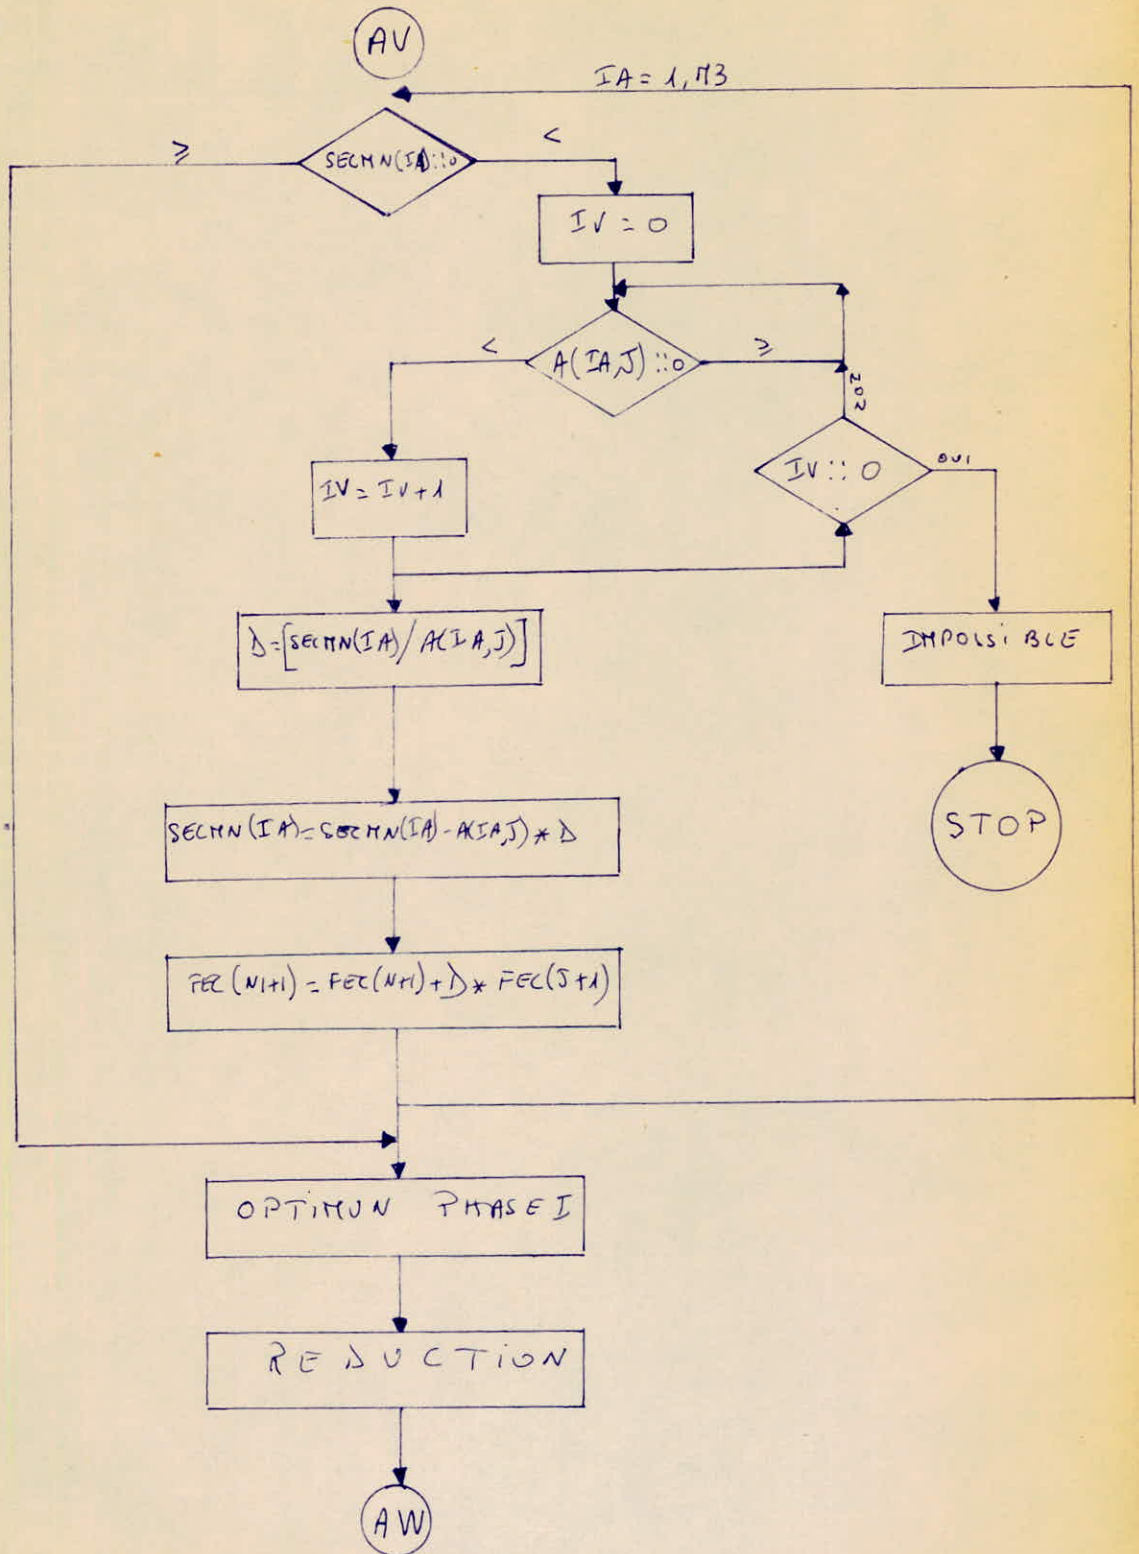 AV
IA = 1, M3
≥
SECMN(IA)::0
<
IV = 0
<
A(IA,J)::0
≥
NON
IV = IV+1
IV :: 0
OUI
D=[SECMN(IA)/A(IA,J)]
IMPOSSiBLE
SECMN(IA)=SECMN(IA)-A(IA,J)*D
STOP
FEC(N1+1)=FEC(N+1)+D*FEC(J+1)
OPTiMUN PHASE I
REDUCTiON
AW